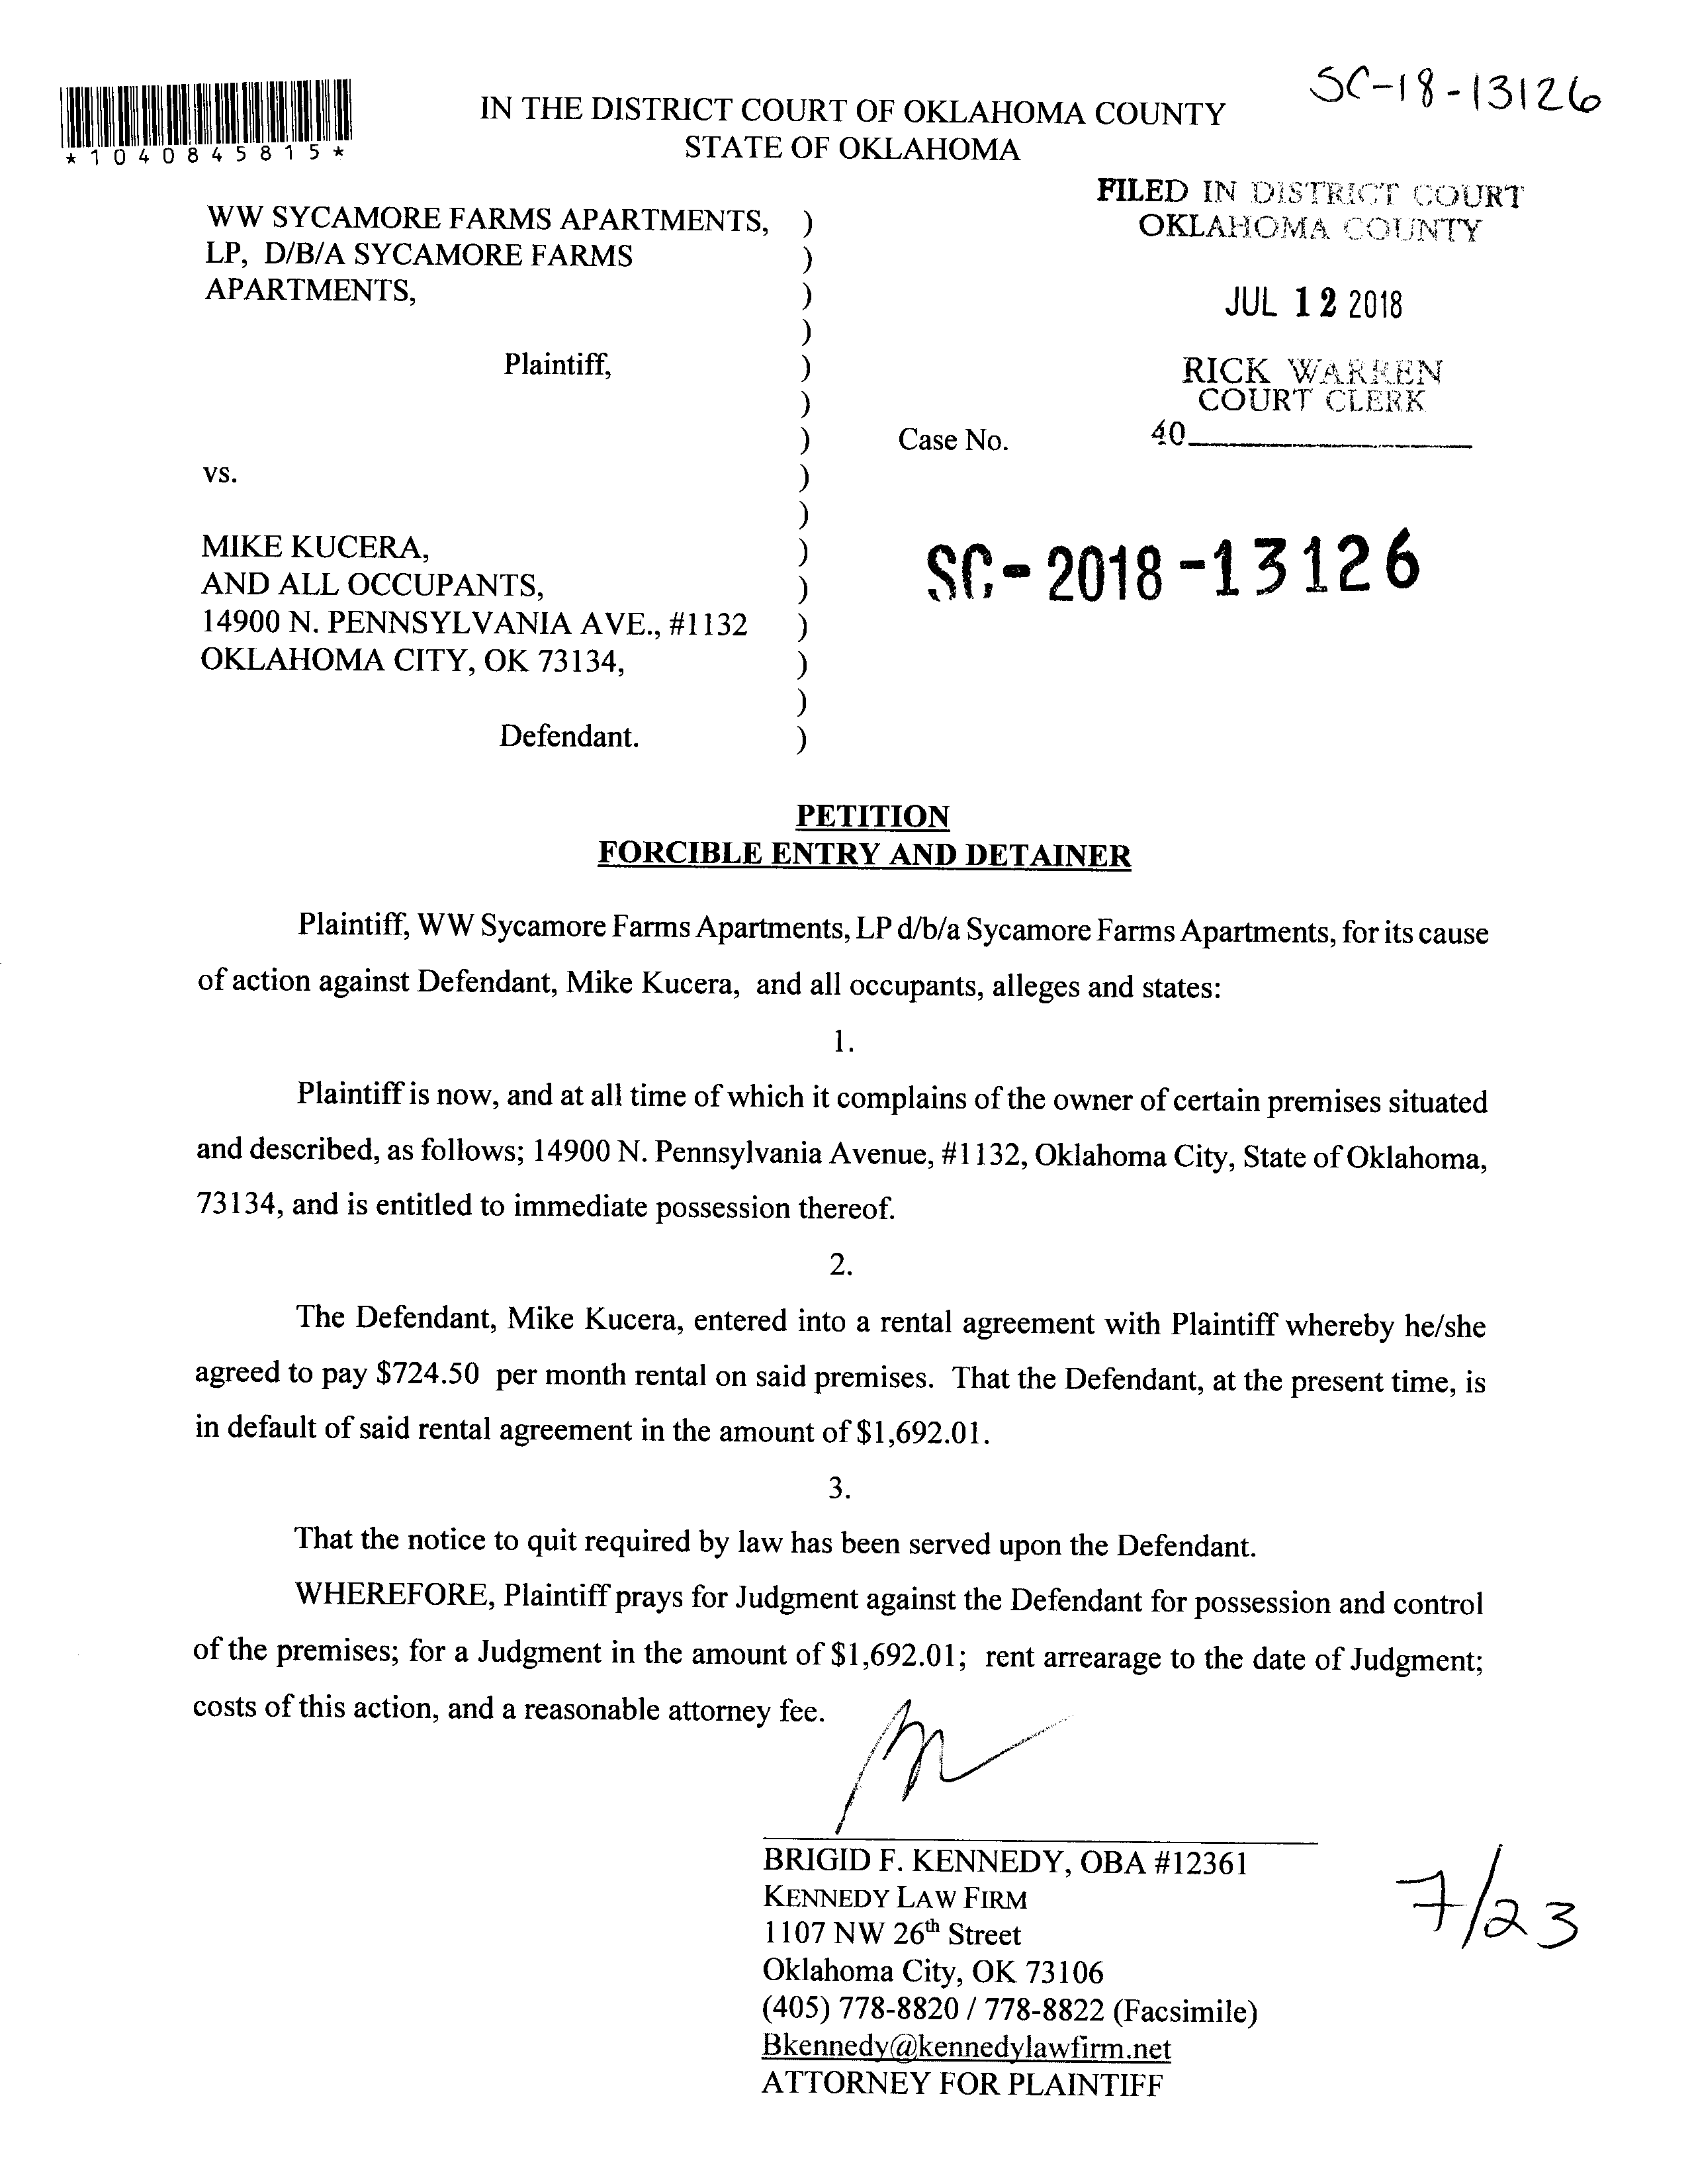 SC-18-13126
*1040845815*
IN THE DISTRICT COURT OF OKLAHOMA COUNTY
STATE OF OKLAHOMA
FILED IN DISTRICT COURT
OKLAHOMA COUNTY
JUL 12 2018
RICK WARREN
COURT CLERK
40
WW SYCAMORE FARMS APARTMENTS, )
LP, D/B/A SYCAMORE FARMS )
APARTMENTS, )
)
Plaintiff, )
)
) Case No.
vs. )
)
MIKE KUCERA, )
AND ALL OCCUPANTS, )
14900 N. PENNSYLVANIA AVE., #1132 )
OKLAHOMA CITY, OK 73134, )
)
Defendant. )
SC-2018-13126
PETITION
FORCIBLE ENTRY AND DETAINER
Plaintiff, WW Sycamore Farms Apartments, LP d/b/a Sycamore Farms Apartments, for its cause
of action against Defendant, Mike Kucera, and all occupants, alleges and states:
1.
Plaintiff is now, and at all time of which it complains of the owner of certain premises situated
and described, as follows; 14900 N. Pennsylvania Avenue, #1132, Oklahoma City, State of Oklahoma,
73134, and is entitled to immediate possession thereof.
2.
The Defendant, Mike Kucera, entered into a rental agreement with Plaintiff whereby he/she
agreed to pay $724.50 per month rental on said premises. That the Defendant, at the present time, is
in default of said rental agreement in the amount of $1,692.01.
3.
That the notice to quit required by law has been served upon the Defendant.
WHEREFORE, Plaintiff prays for Judgment against the Defendant for possession and control
of the premises; for a Judgment in the amount of $1,692.01; rent arrearage to the date of Judgment;
costs of this action, and a reasonable attorney fee.
BRIGID F. KENNEDY, OBA #12361
KENNEDY LAW FIRM
1107 NW 26th Street
Oklahoma City, OK 73106
(405) 778-8820 / 778-8822 (Facsimile)
Bkennedy@kennedylawfirm.net
ATTORNEY FOR PLAINTIFF
7/23